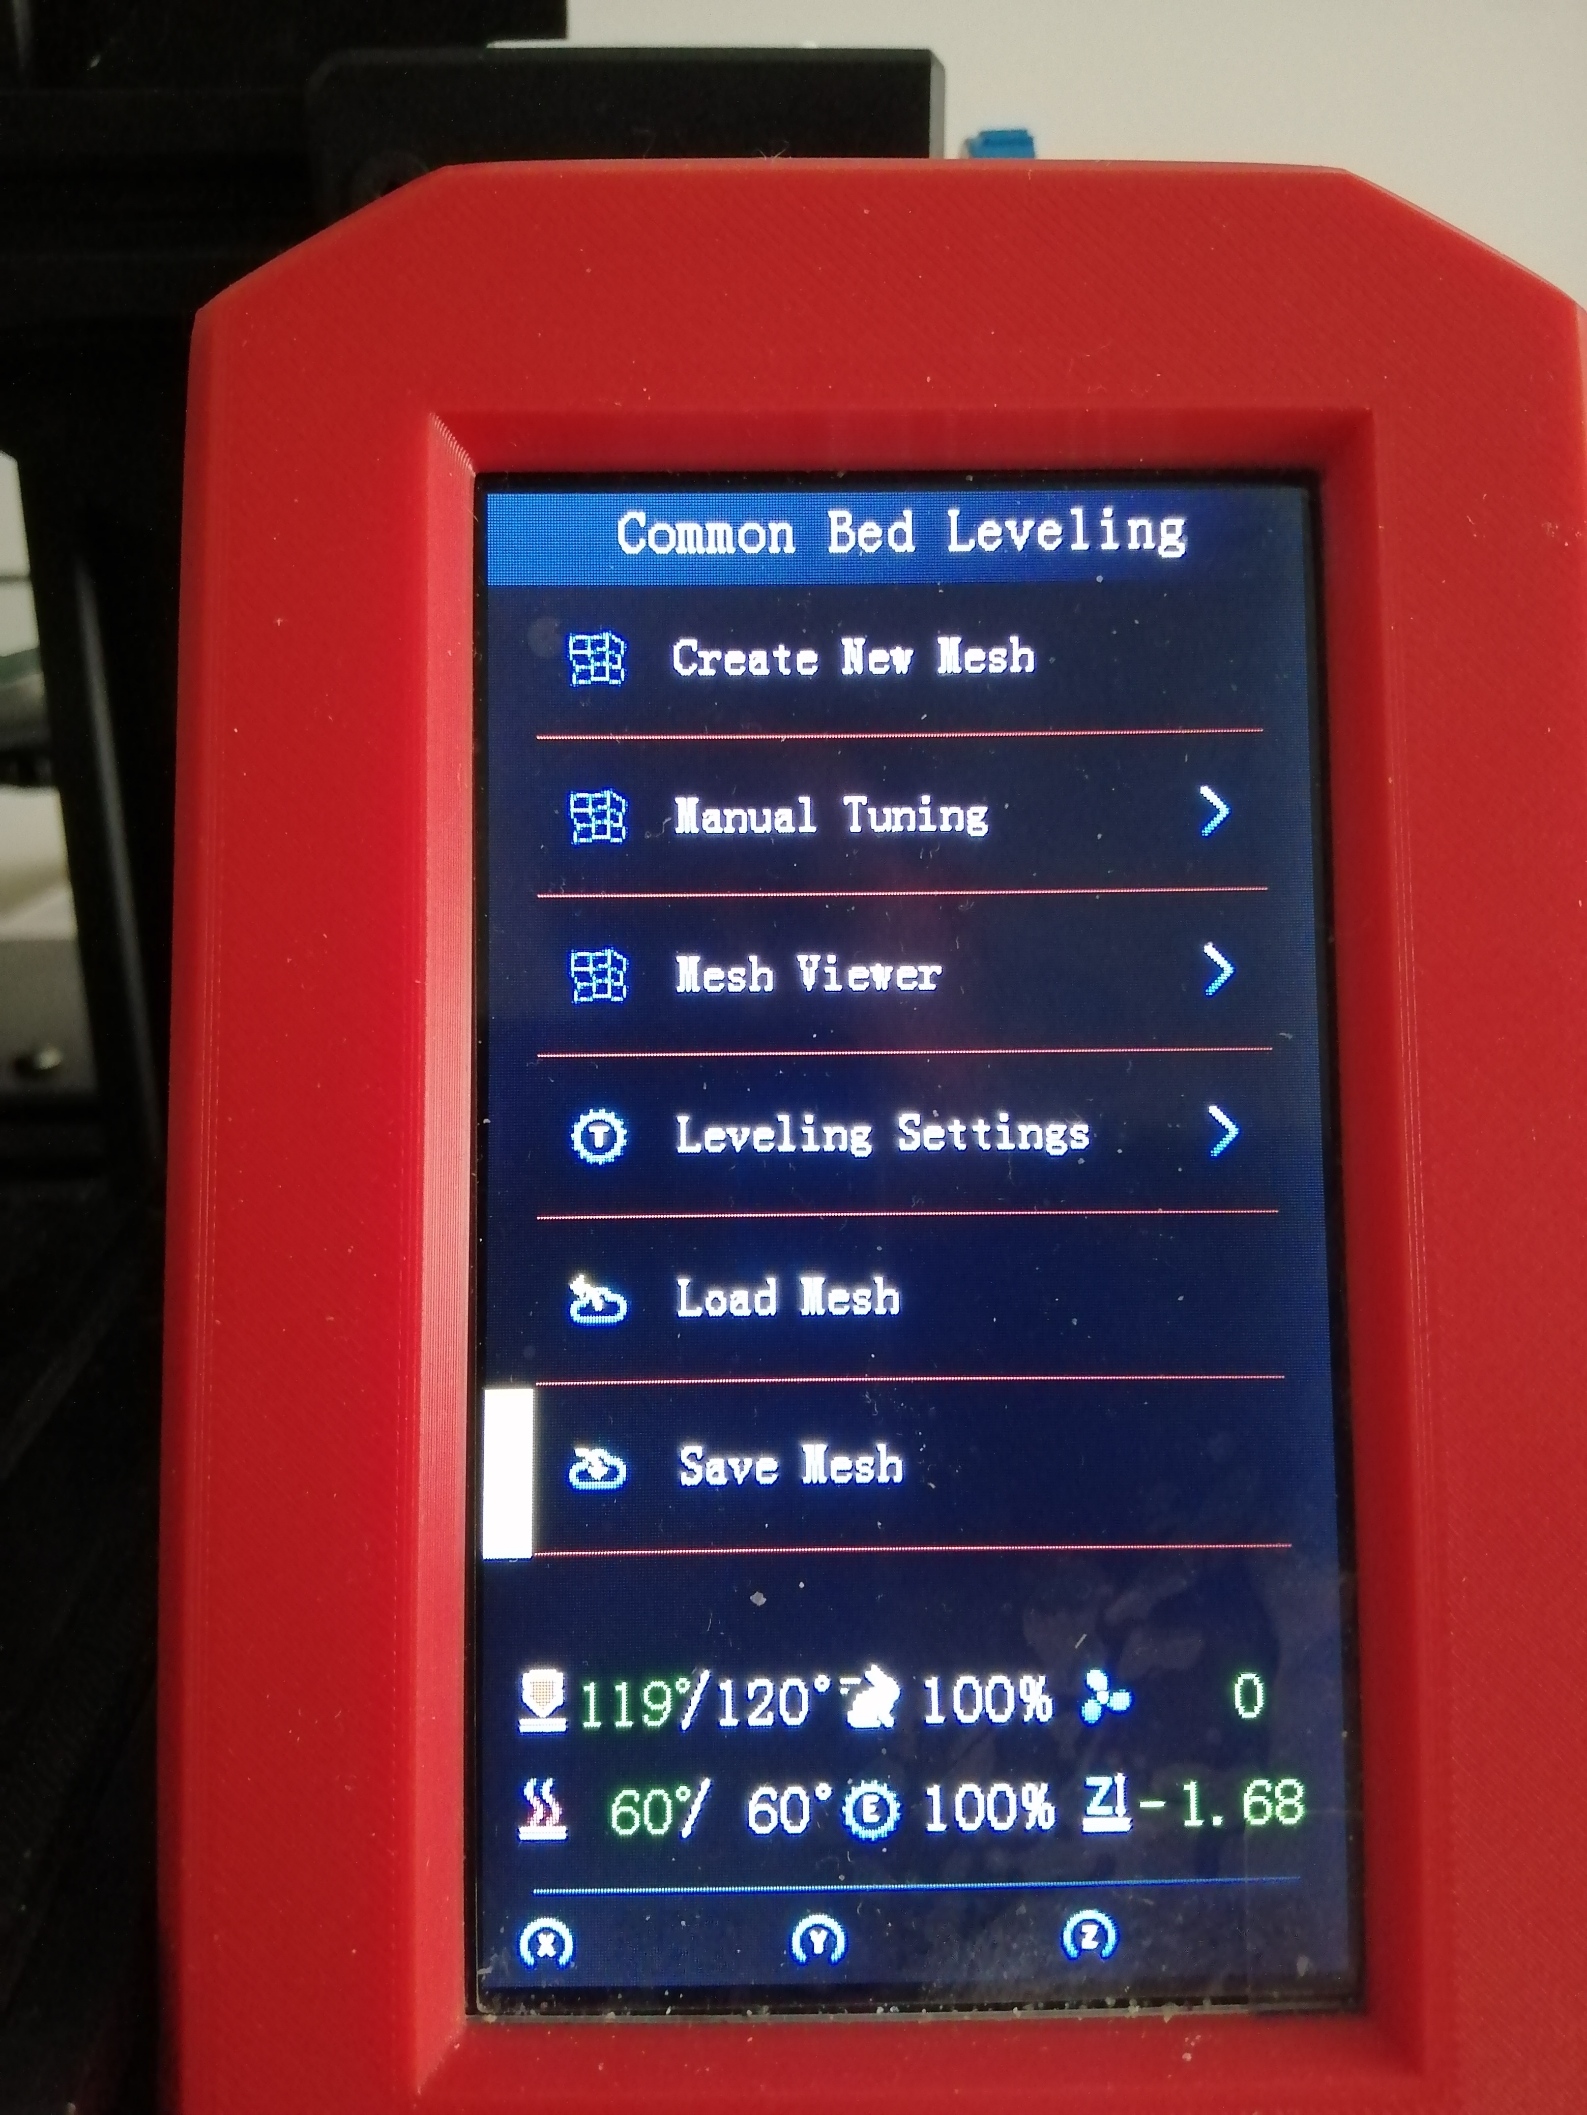 Common Bed Leveling
Create New Mesh
Manual Tuning
Mesh Viewer
Leveling Settings
T
Load Mesh
Save Mesh
119°/120° 100% 0
60°/ 60° E 100% Z -1.68
X Y Z